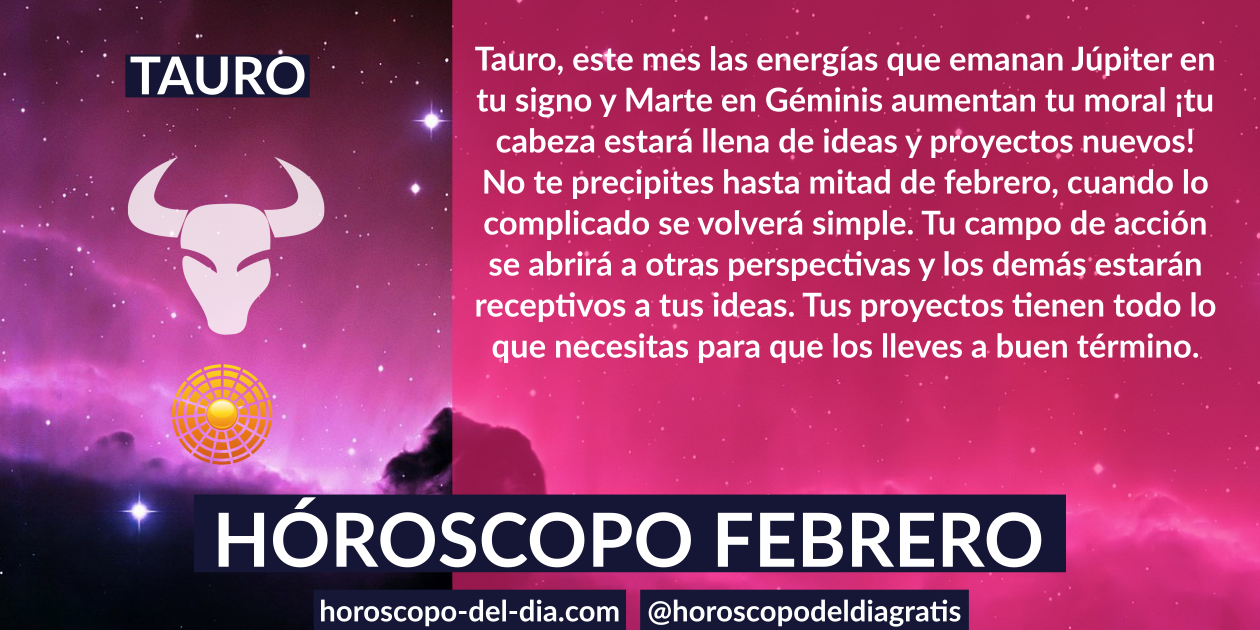 TAURO
Tauro, este mes las energías que emanan Júpiter en
tu signo y Marte en Géminis aumentan tu moral ¡tu
cabeza estará llena de ideas y proyectos nuevos!
No te precipites hasta mitad de febrero, cuando lo
complicado se volverá simple. Tu campo de acción
se abrirá a otras perspectivas y los demás estarán
receptivos a tus ideas. Tus proyectos tienen todo lo
que necesitas para que los lleves a buen término.
HÓROSCOPO FEBRERO
horoscopo-del-dia.com
@horoscopodeldiagratis